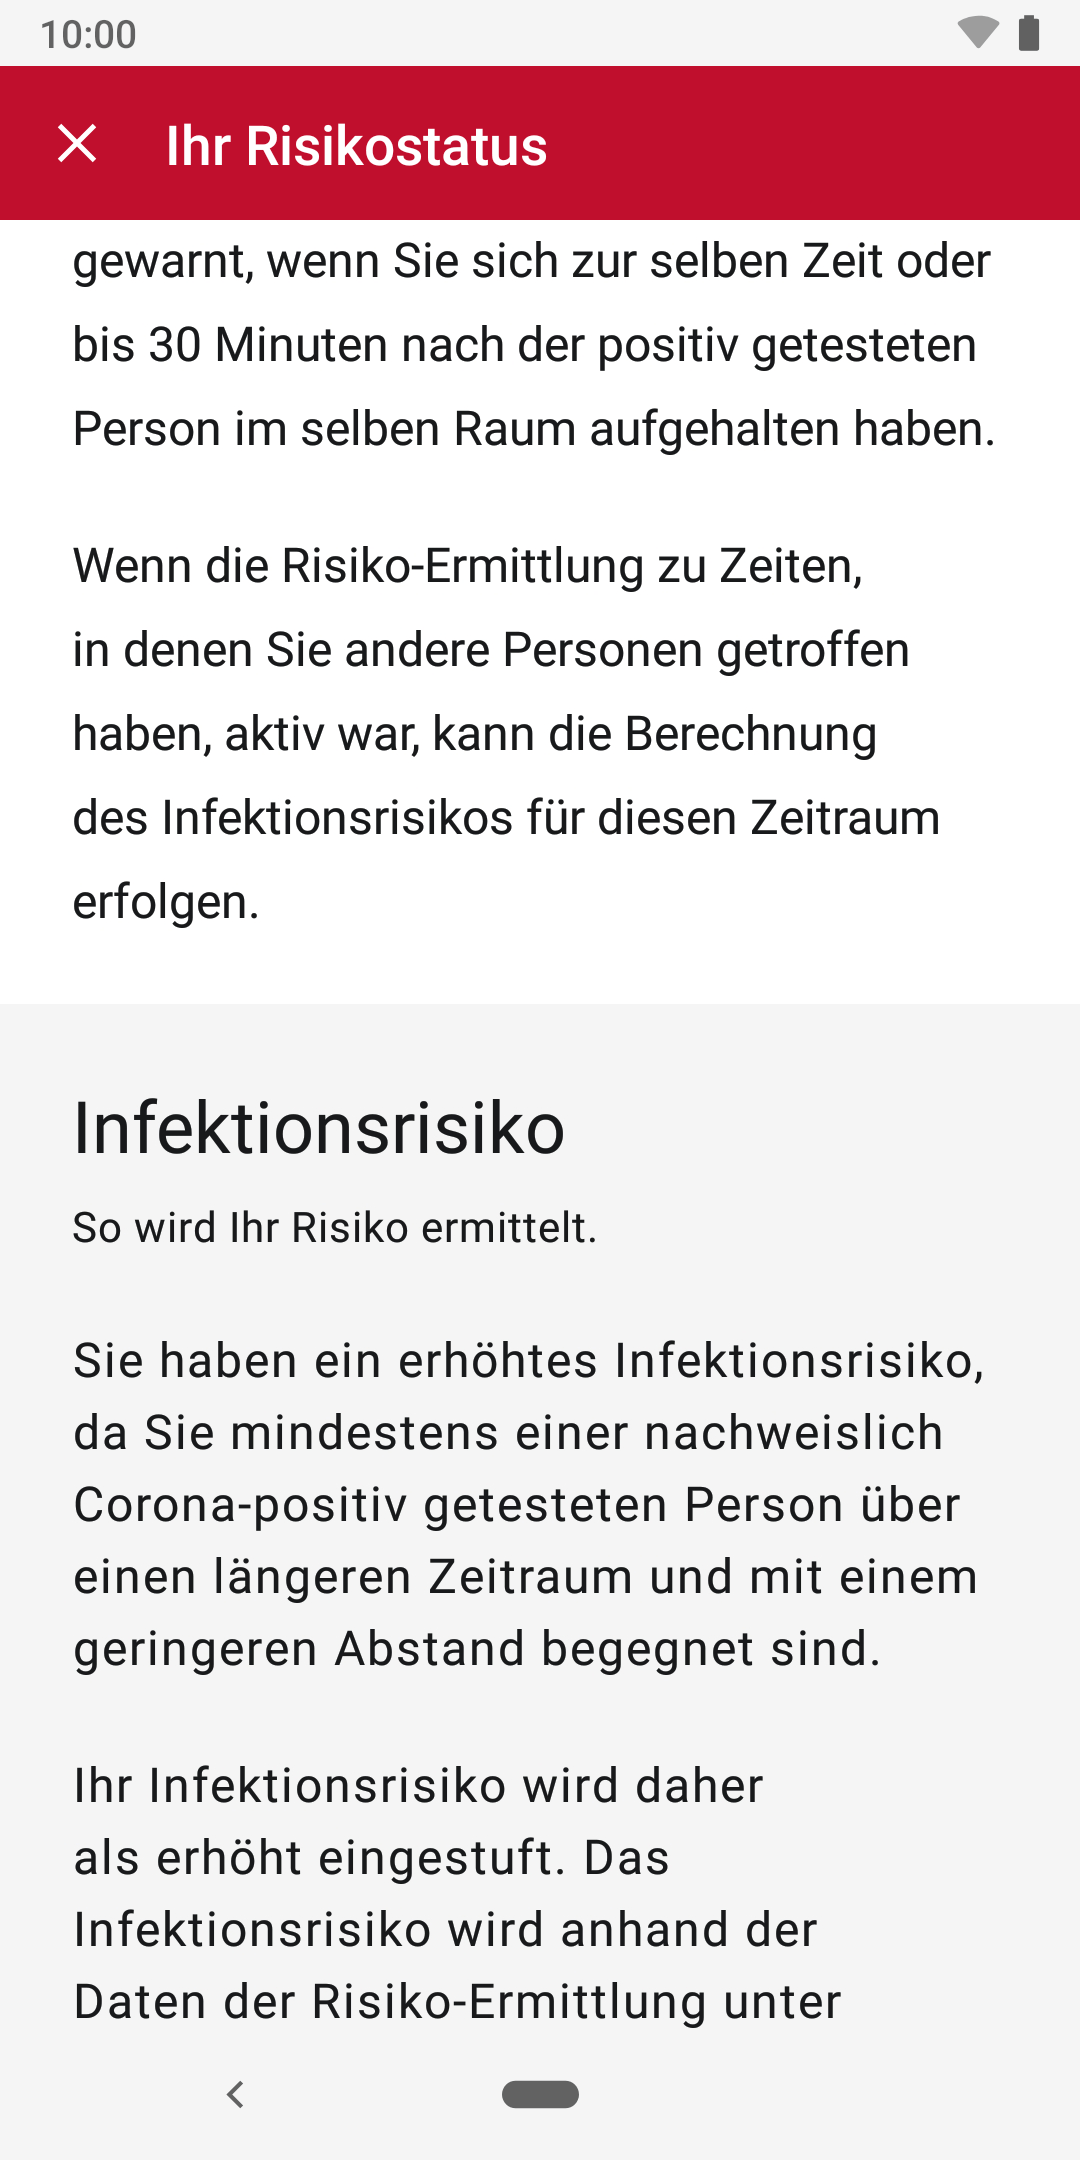 10:00
Ihr Risikostatus
gewarnt, wenn Sie sich zur selben Zeit oder
bis 30 Minuten nach der positiv getesteten
Person im selben Raum aufgehalten haben.
Wenn die Risiko-Ermittlung zu Zeiten,
in denen Sie andere Personen getroffen
haben, aktiv war, kann die Berechnung
des Infektionsrisikos für diesen Zeitraum
erfolgen.
Infektionsrisiko
So wird Ihr Risiko ermittelt.
Sie haben ein erhöhtes Infektionsrisiko,
da Sie mindestens einer nachweislich
Corona-positiv getesteten Person über
einen längeren Zeitraum und mit einem
geringeren Abstand begegnet sind.
Ihr Infektionsrisiko wird daher
als erhöht eingestuft. Das
Infektionsrisiko wird anhand der
Daten der Risiko-Ermittlung unter